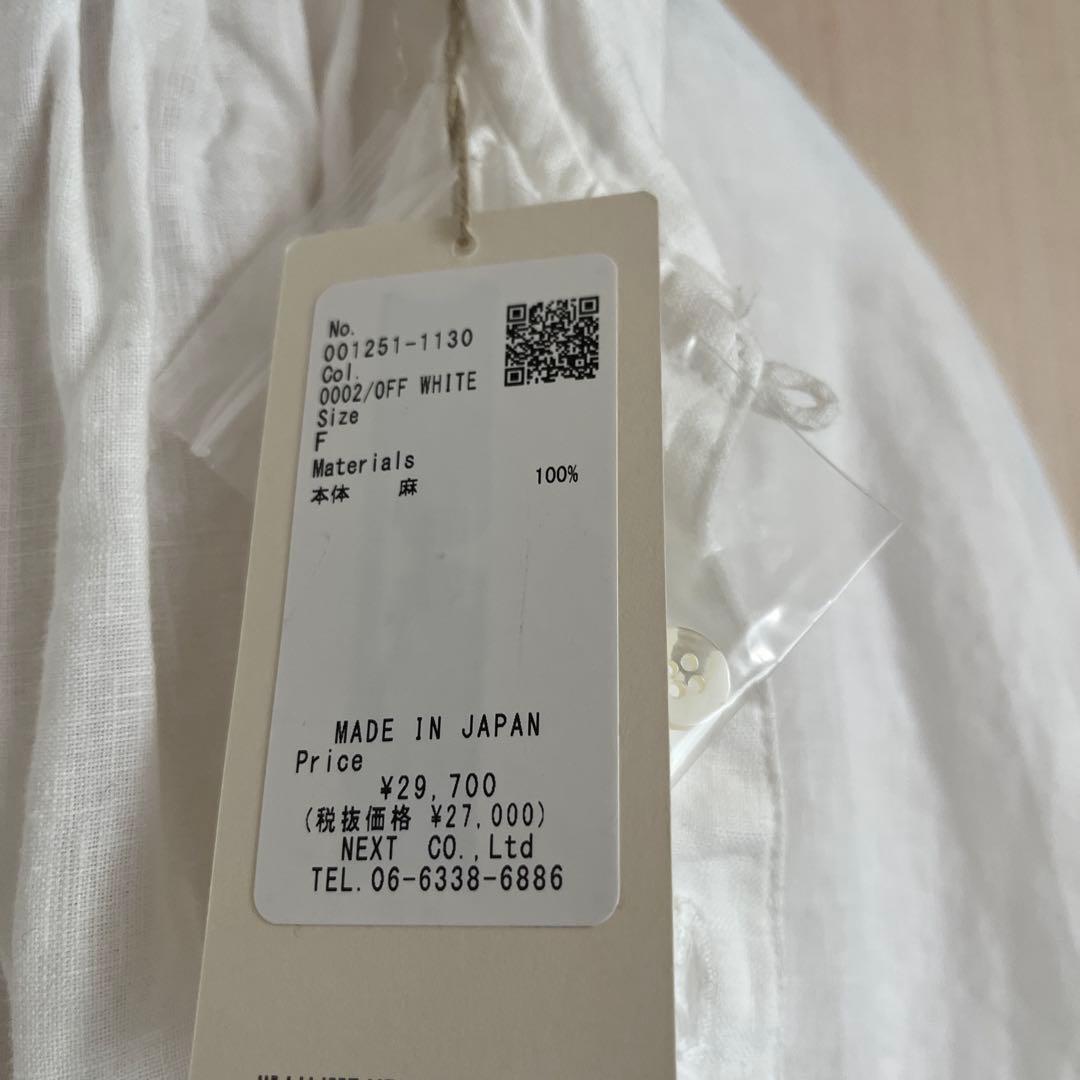 No.
001251-1130
Col.
0002/OFF WHITE
Size
F
Materials
本体 麻 100%
MADE IN JAPAN
Price
¥29,700
(税抜価格 ¥27,000)
NEXT CO.,Ltd
TEL.06-6338-6886